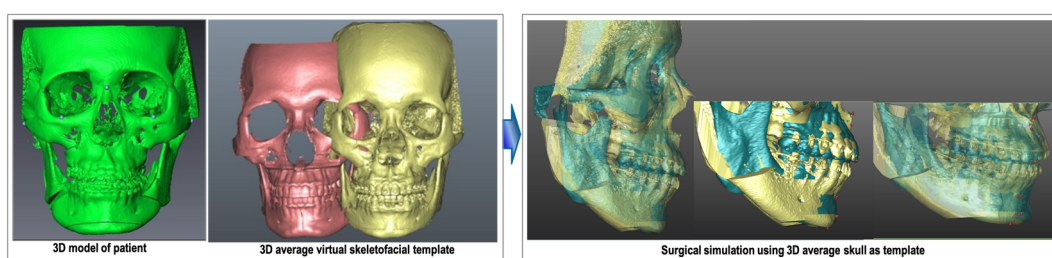 3D model of patient
3D average virtual skeletofacial template
Surgical simulation using 3D average skull as template